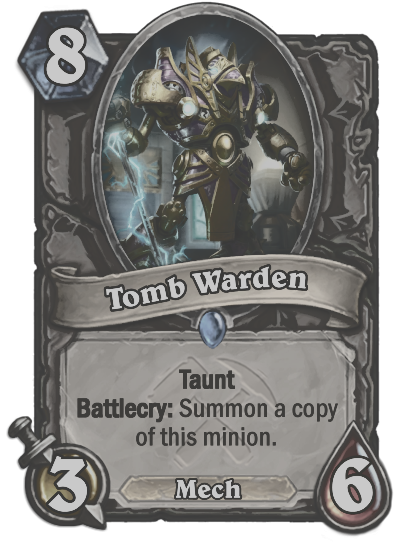 8
Tomb Warden
Taunt
Battlecry: Summon a copy
of this minion.
3
Mech
6